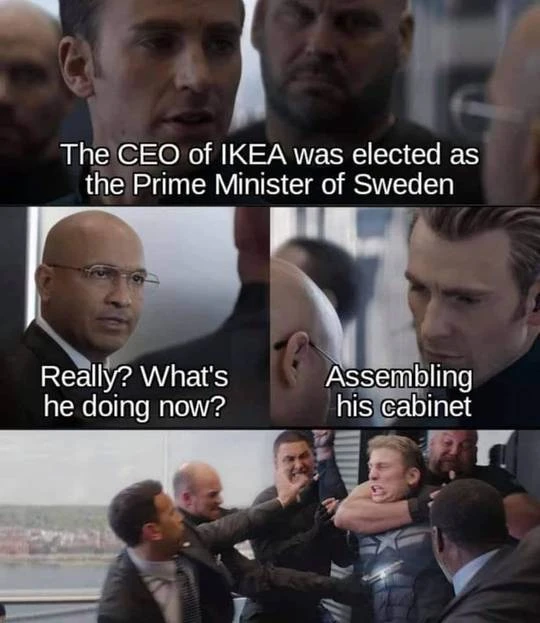 The CEO of IKEA was elected as
the Prime Minister of Sweden
Really? What's
he doing now?
Assembling
his cabinet